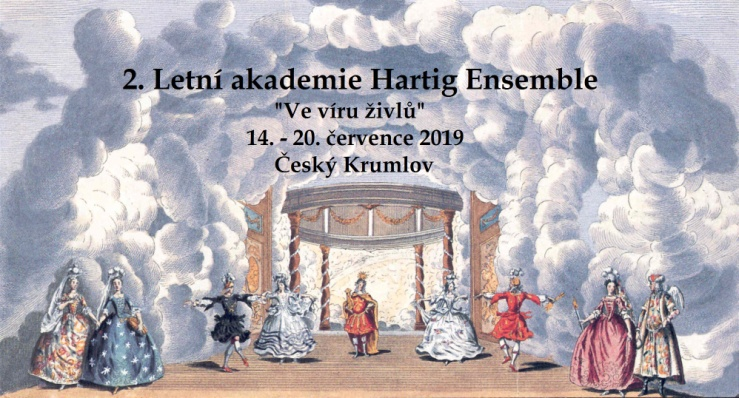 2. Letní akademie Hartig Ensemble
"Ve víru živlů"
14. - 20. července 2019
Český Krumlov